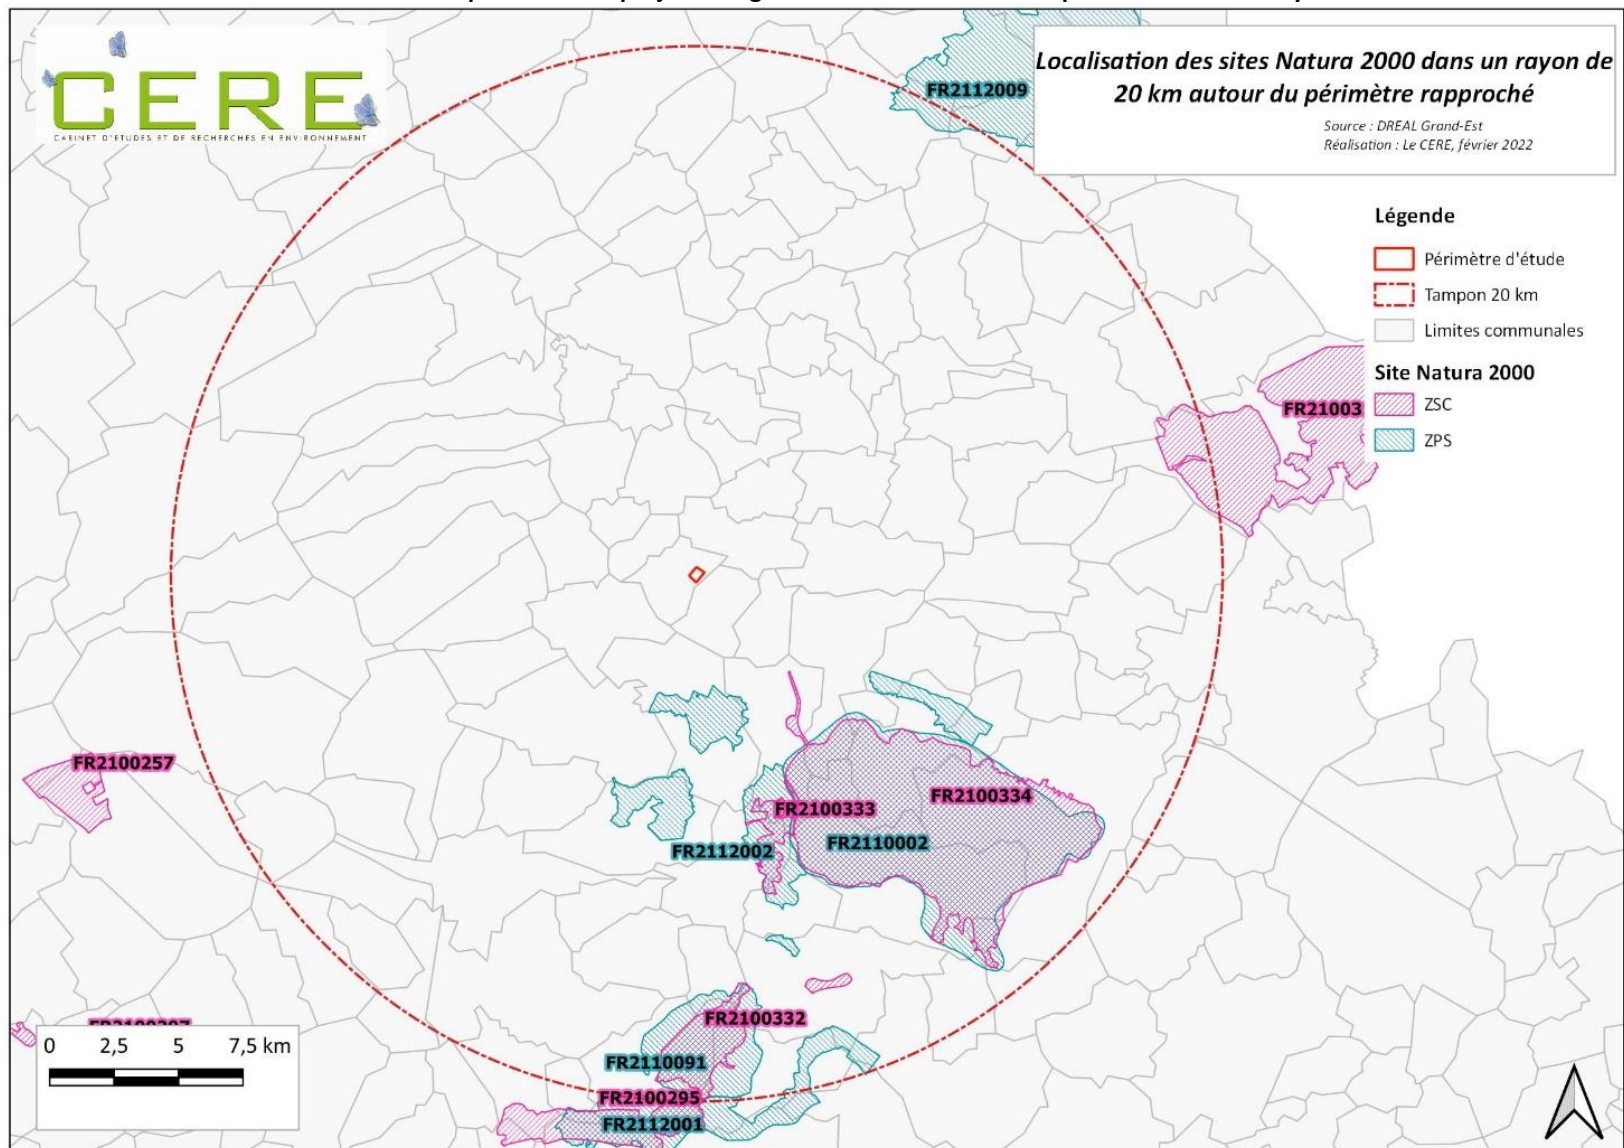 CERE
CABINET D'ETUDES ET DE RECHERCHES EN ENVIRONNEMENT
Localisation des sites Natura 2000 dans un rayon de
20 km autour du périmètre rapproché
Source : DREAL Grand-Est
Réalisation : Le CERE, février 2022
Légende
Périmètre d'étude
Tampon 20 km
Limites communales
Site Natura 2000
ZSC
ZPS
FR2112009
FR21003
FR2100257
FR2100333
FR2100334
FR2110002
FR2112002
FR2100332
FR2110091
FR2100295
FR2112001
0 2,5 5 7,5 km